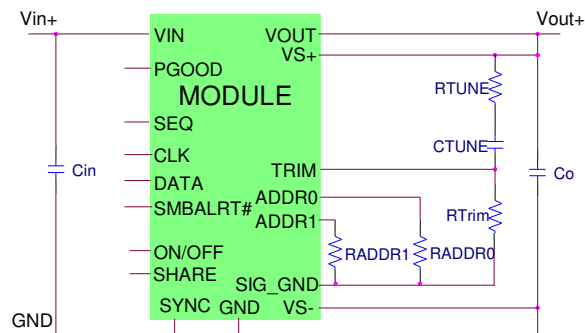 Vin+
Vout+
VIN
VOUT
VS+
PGOOD
RTUNE
MODULE
SEQ
CTUNE
CLK
TRIM
Cin
Co
DATA
ADDR0
SMBALRT#
ADDR1
RTrim
ON/OFF
RADDR1
RADDR0
SHARE
SIG_GND
SYNC
GND
VS-
GND